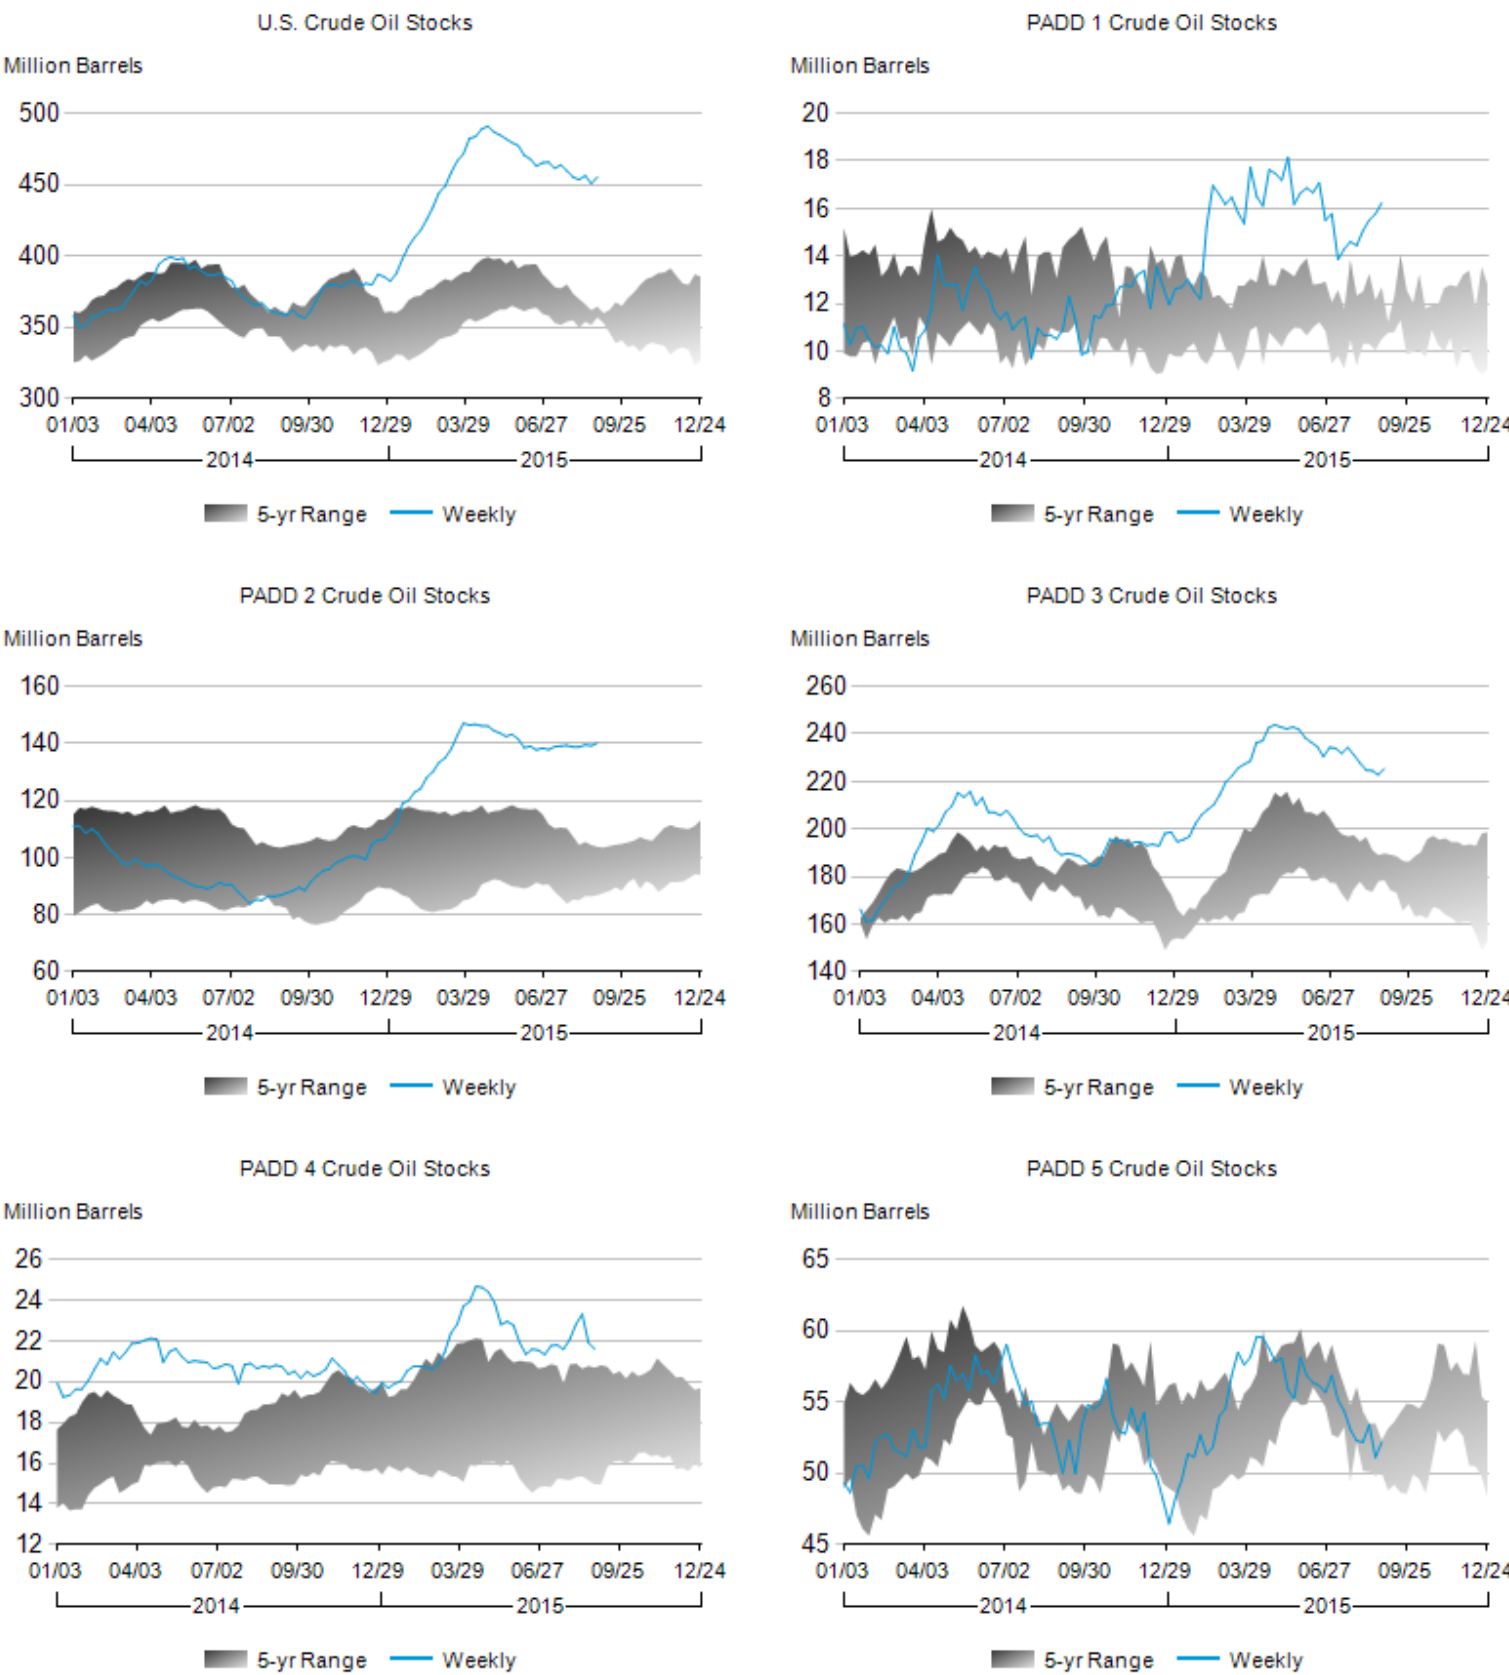 U.S. Crude Oil Stocks
Million Barrels
500
450
400
350
300
01/03 04/03 07/02 09/30 12/29 03/29 06/27 09/25 12/24
2014 2015
5-yr Range Weekly
PADD 1 Crude Oil Stocks
Million Barrels
20
18
16
14
12
10
8
01/03 04/03 07/02 09/30 12/29 03/29 06/27 09/25 12/24
2014 2015
5-yr Range Weekly
PADD 2 Crude Oil Stocks
Million Barrels
160
140
120
100
80
60
01/03 04/03 07/02 09/30 12/29 03/29 06/27 09/25 12/24
2014 2015
5-yr Range Weekly
PADD 3 Crude Oil Stocks
Million Barrels
260
240
220
200
180
160
140
01/03 04/03 07/02 09/30 12/29 03/29 06/27 09/25 12/24
2014 2015
5-yr Range Weekly
PADD 4 Crude Oil Stocks
Million Barrels
26
24
22
20
18
16
14
12
01/03 04/03 07/02 09/30 12/29 03/29 06/27 09/25 12/24
2014 2015
5-yr Range Weekly
PADD 5 Crude Oil Stocks
Million Barrels
65
60
55
50
45
01/03 04/03 07/02 09/30 12/29 03/29 06/27 09/25 12/24
2014 2015
5-yr Range Weekly